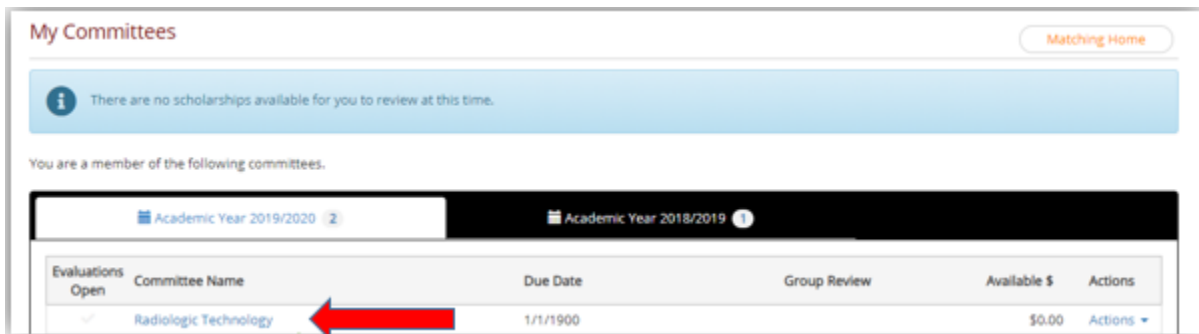 My Committees
Matching Home
There are no scholarships available for you to review at this time.
You are a member of the following committees.
Academic Year 2019/2020 2
Academic Year 2018/2019 1
Evaluations Open Committee Name Due Date Group Review Available $ Actions
Radiologic Technology 1/1/1900 $0.00 Actions